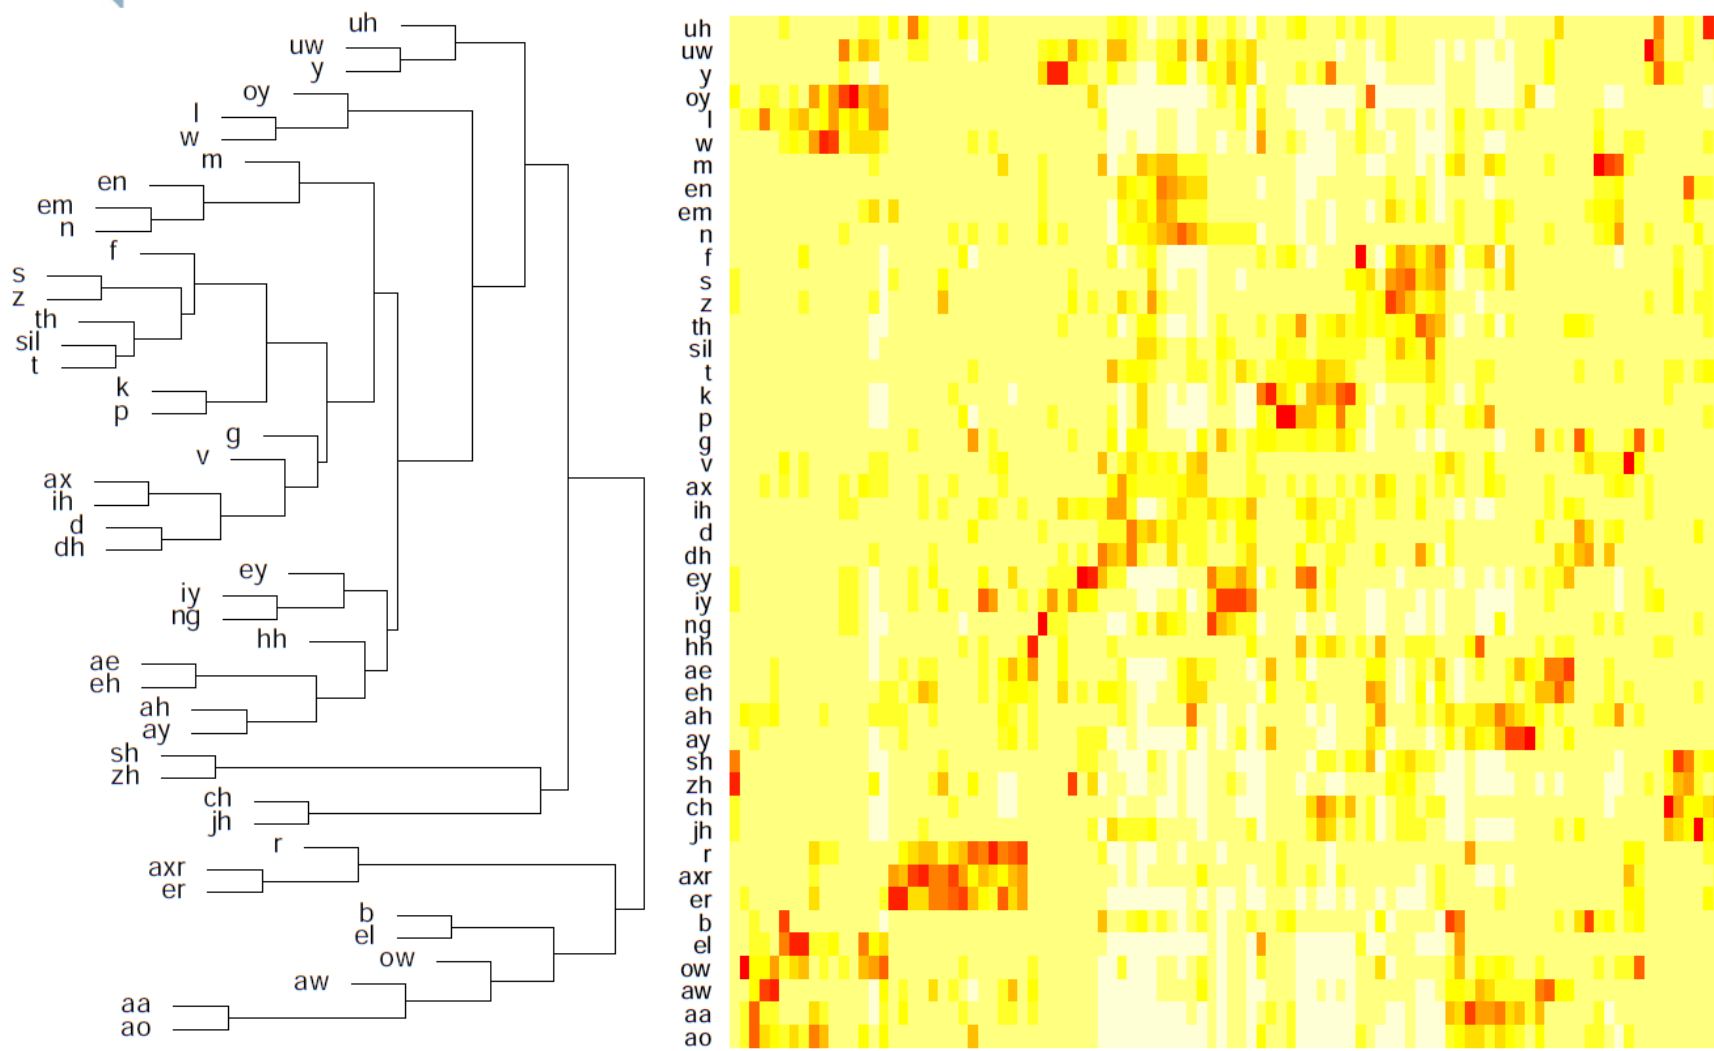 uh
uw
y
oy
l
w
m
en
em
n
f
s
z
th
sil
t
k
p
g
v
ax
ih
d
dh
ey
iy
ng
hh
ae
eh
ah
ay
sh
zh
ch
jh
r
axr
er
b
el
ow
aw
aa
ao
uh
uw
y
oy
l
w
m
en
em
n
f
s
z
th
sil
t
k
p
g
v
ax
ih
d
dh
ey
iy
ng
hh
ae
eh
ah
ay
sh
zh
ch
jh
r
axr
er
b
el
ow
aw
aa
ao